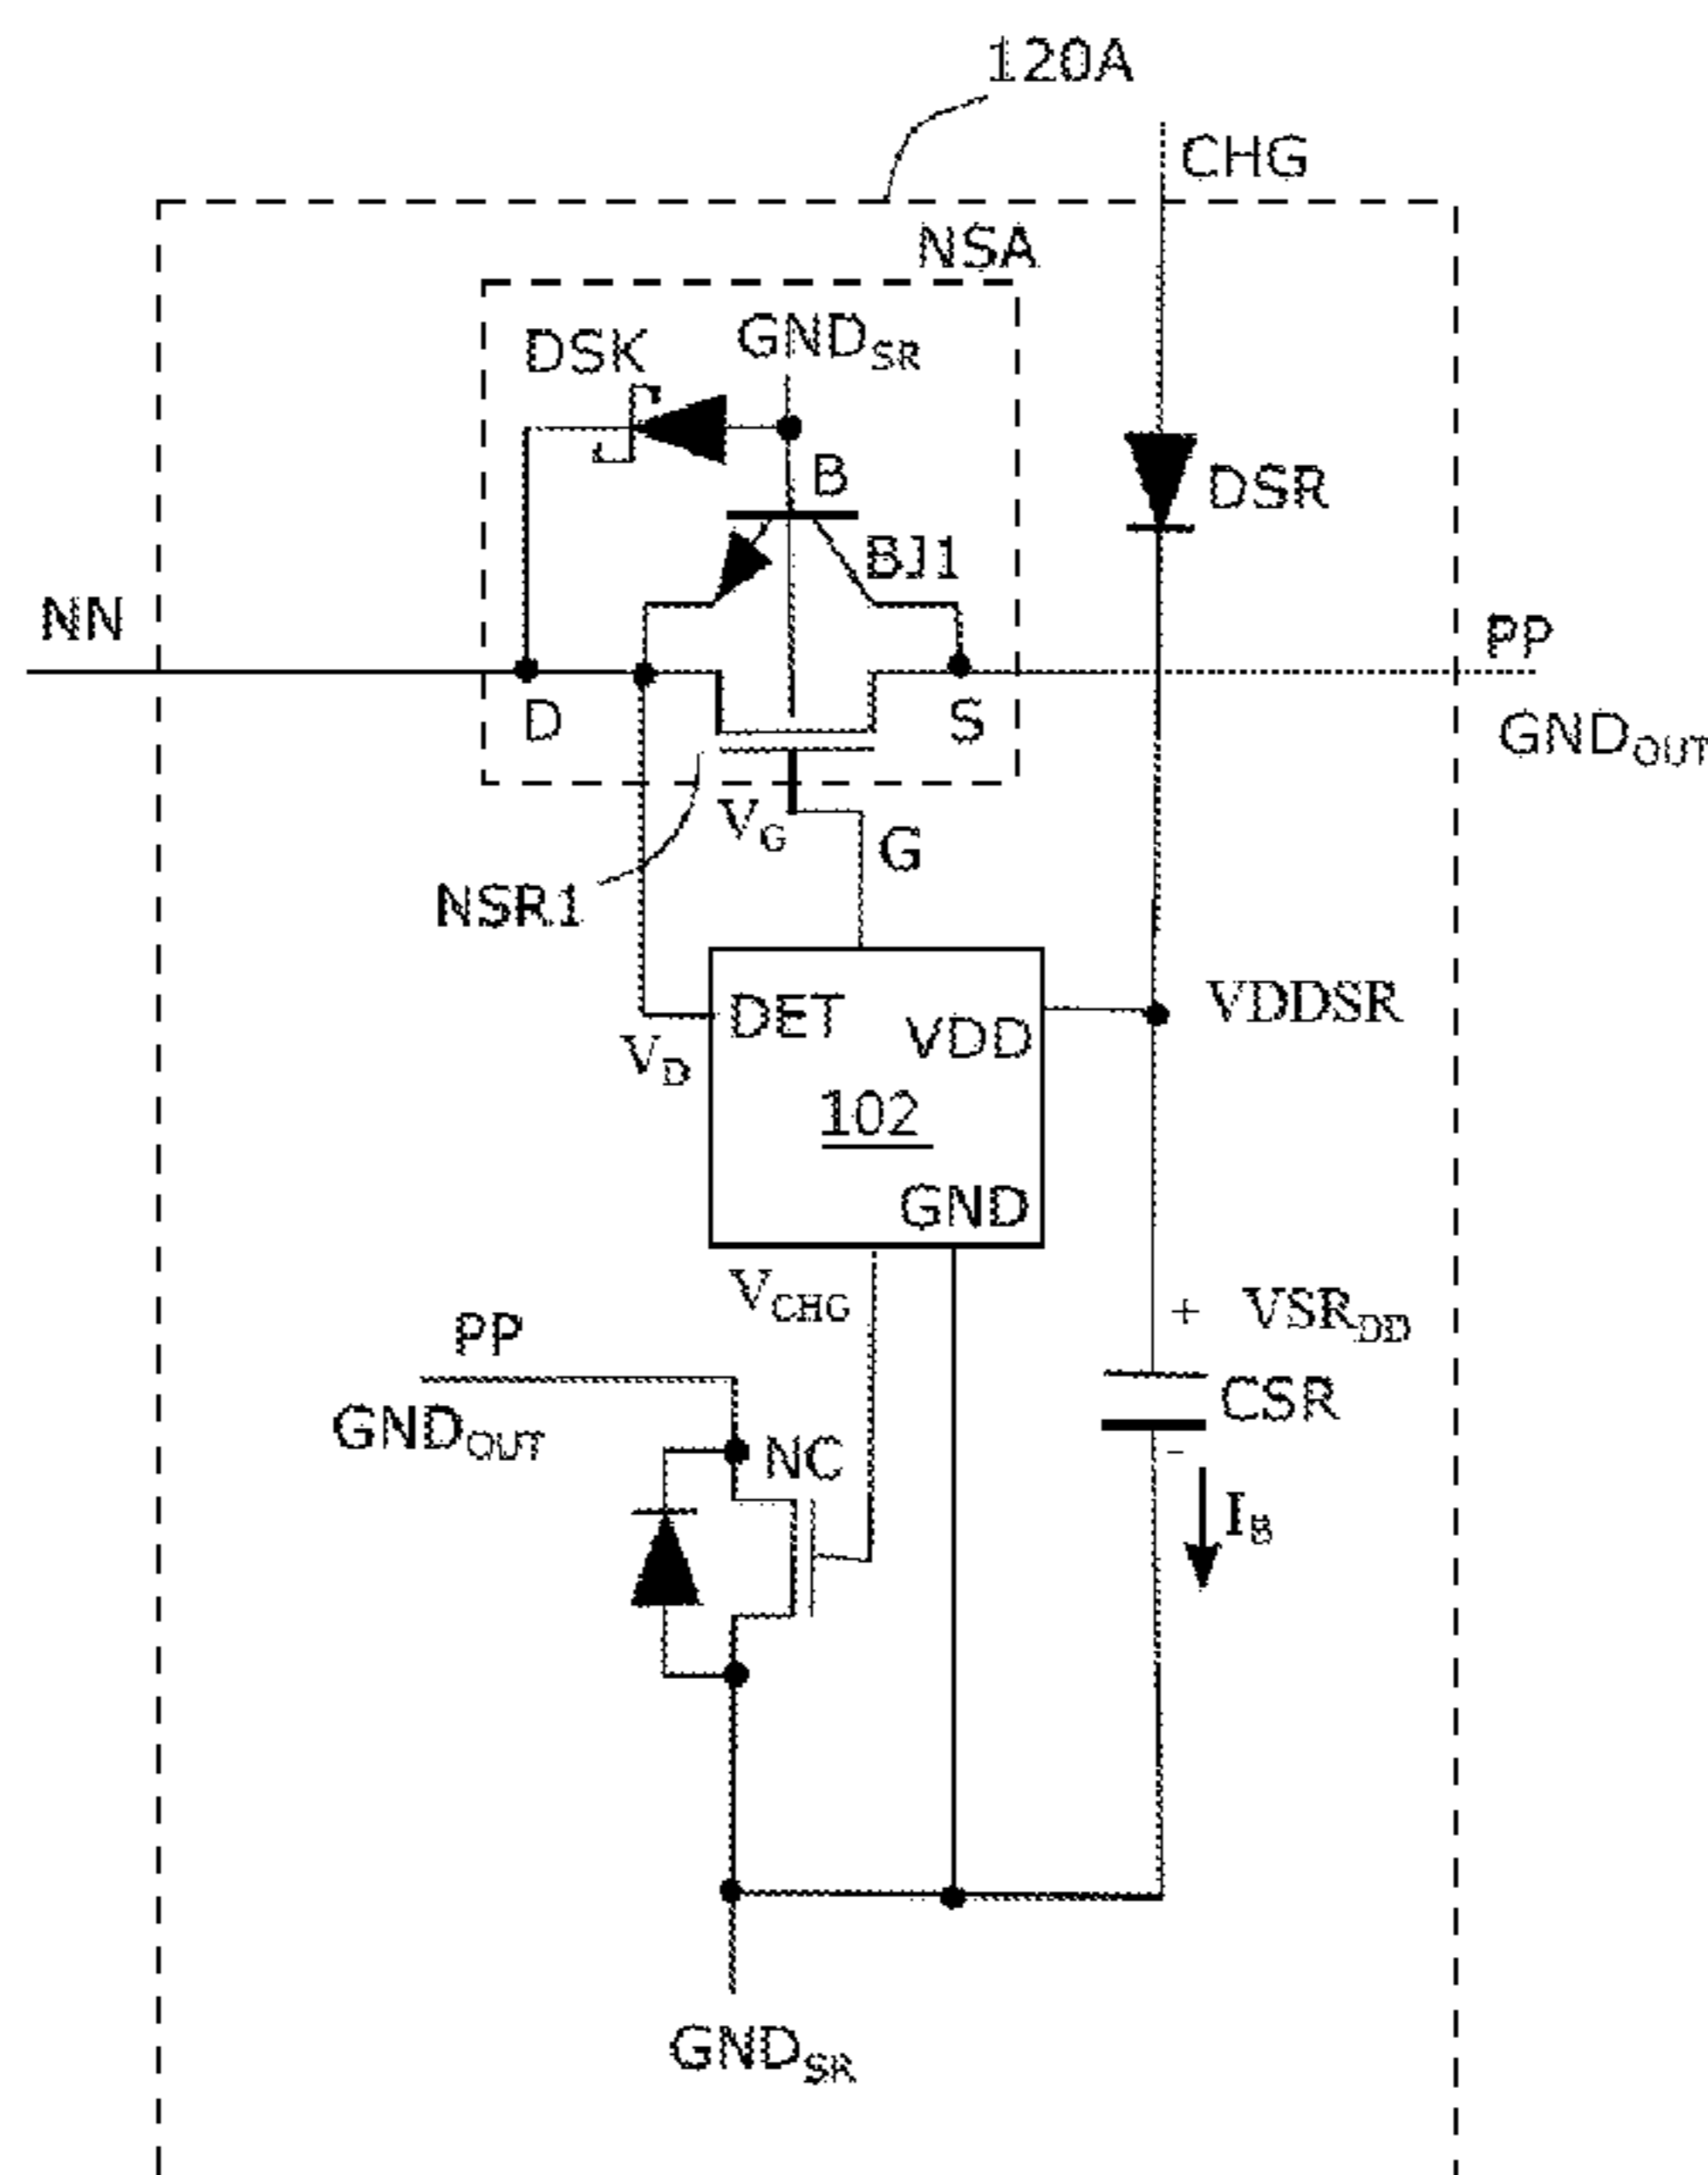 120A
CHG
NSA
DSK
GNDSR
B
DSR
BJ1
NN
PP
D
S
GNDOUT
VG
G
NSR1
DET
VDD
VDDSR
VD
102
GND
VCHG
+ VSRDD
PP
CSR
GNDOUT
NC
-
IB
GNDSR